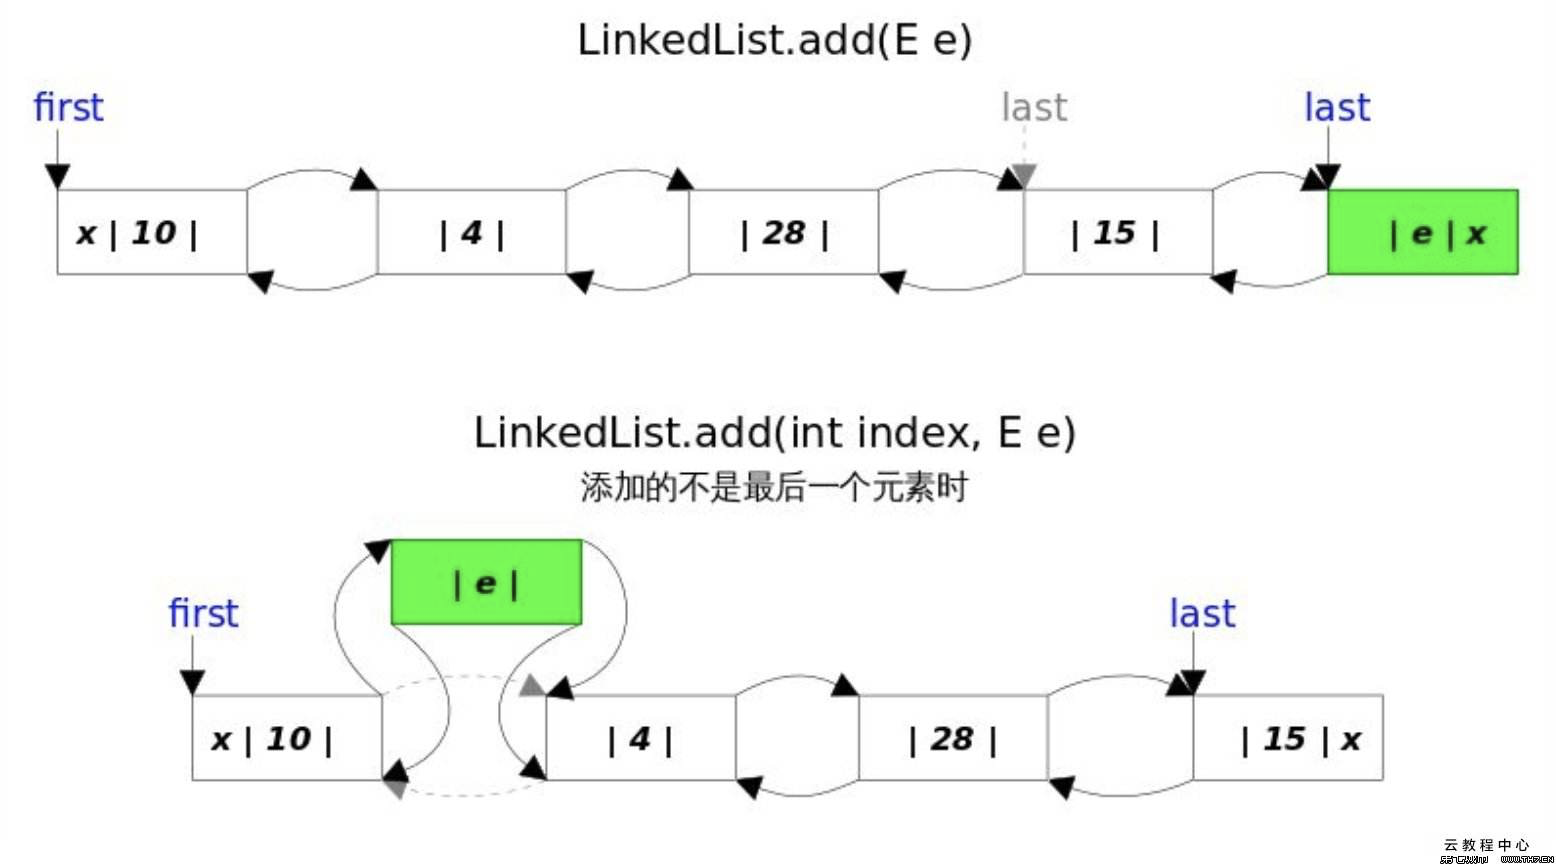 LinkedList.add(E e)
first last last
x | 10 | | 4 | | 28 | | 15 | | e | x
LinkedList.add(int index, E e)
添加的不是最后一个元素时
| e |
first last
x | 10 | | 4 | | 28 | | 15 | x
云教程中心